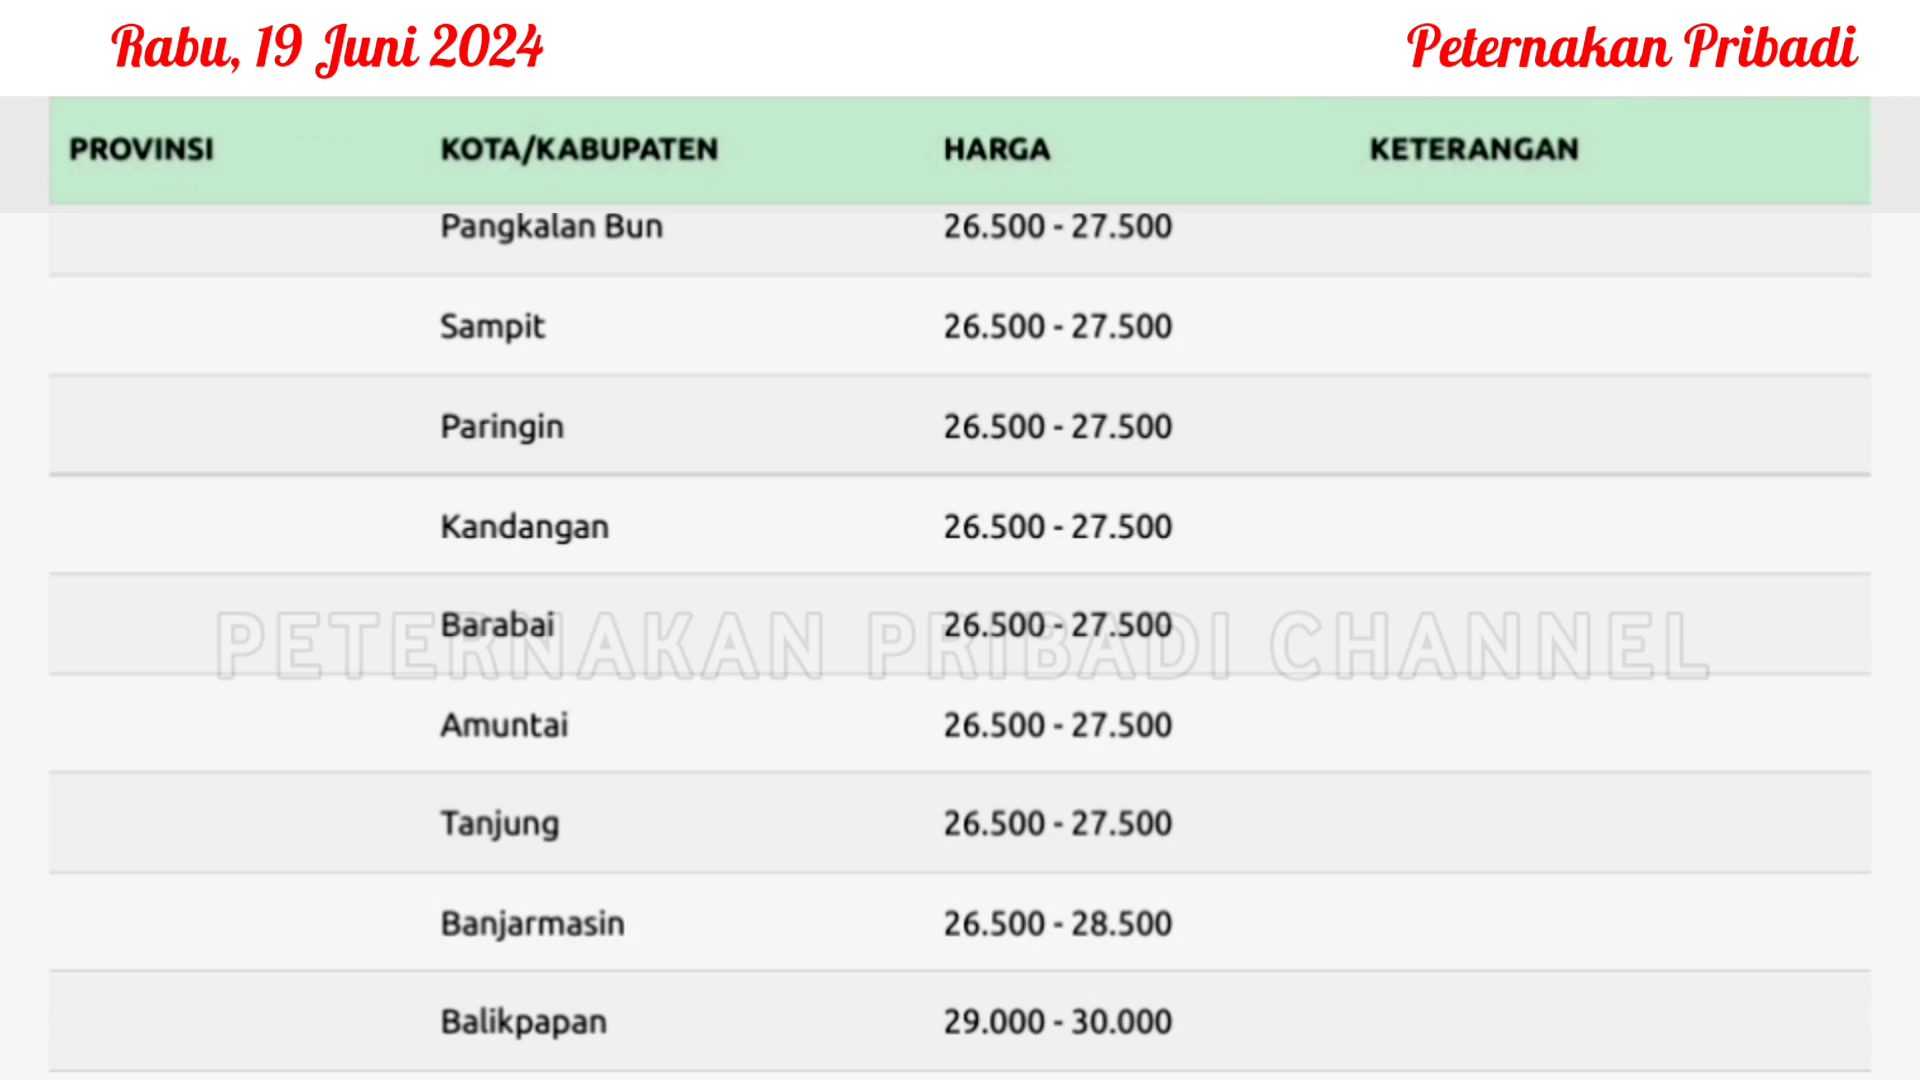 Rabu, 19 Juni 2024 Peternakan Pribadi
PROVINSI KOTA/KABUPATEN HARGA KETERANGAN
Pangkalan Bun 26.500 - 27.500
Sampit 26.500 - 27.500
Paringin 26.500 - 27.500
Kandangan 26.500 - 27.500
Barabai 26.500 - 27.500
PETERNAKAN PRIBADI CHANNEL
Amuntai 26.500 - 27.500
Tanjung 26.500 - 27.500
Banjarmasin 26.500 - 28.500
Balikpapan 29.000 - 30.000